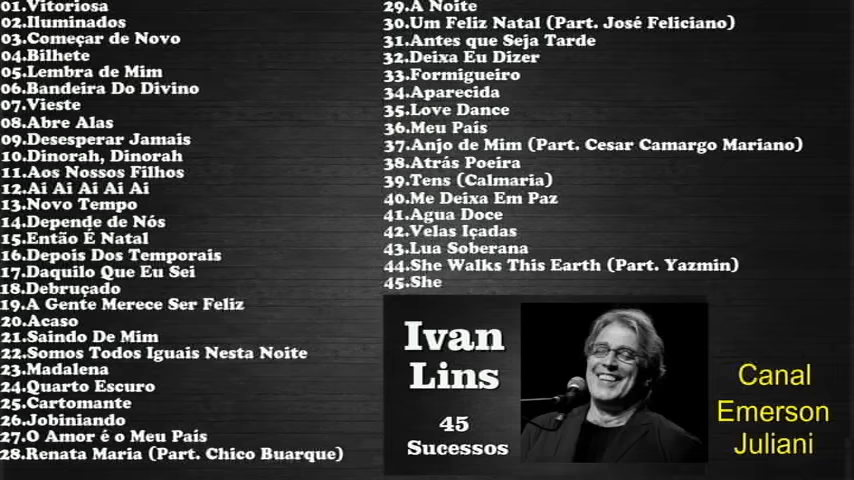 01.Vitoriosa
02.Iluminados
03.Começar de Novo
04.Bilhete
05.Lembra de Mim
06.Bandeira Do Divino
07.Vieste
08.Abre Alas
09.Desesperar Jamais
10.Dinorah, Dinorah
11.Aos Nossos Filhos
12.Ai Ai Ai Ai Ai
13.Novo Tempo
14.Depende de Nós
15.Então É Natal
16.Depois Dos Temporais
17.Daquilo Que Eu Sei
18.Debruçado
19.A Gente Merece Ser Feliz
20.Acaso
21.Saindo De Mim
22.Somos Todos Iguais Nesta Noite
23.Madalena
24.Quarto Escuro
25.Cartomante
26.Jobiniando
27.O Amor é o Meu País
28.Renata Maria (Part. Chico Buarque)
29.A Noite
30.Um Feliz Natal (Part. José Feliciano)
31.Antes que Seja Tarde
32.Deixa Eu Dizer
33.Formigueiro
34.Aparecida
35.Love Dance
36.Meu País
37.Anjo de Mim (Part. Cesar Camargo Mariano)
38.Atrás Poeira
39.Tens (Calmaria)
40.Me Deixa Em Paz
41.Agua Doce
42.Velas Içadas
43.Lua Soberana
44.She Walks This Earth (Part. Yazmin)
45.She
Ivan
Lins
45
Sucessos
Canal
Emerson
Juliani